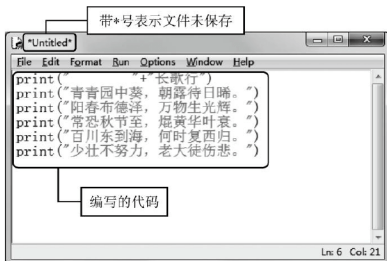 带*号表示文件未保存
*Untitled*
File Edit Format Run Options Window Help
print("          "+"长歌行")
print("青青园中葵，朝露待日晞。")
print("阳春布德泽，万物生光辉。")
print("常恐秋节至，焜黄华叶衰。")
print("百川东到海，何时复西归。")
print("少壮不努力，老大徒伤悲。")
编写的代码
Ln: 6 Col: 21